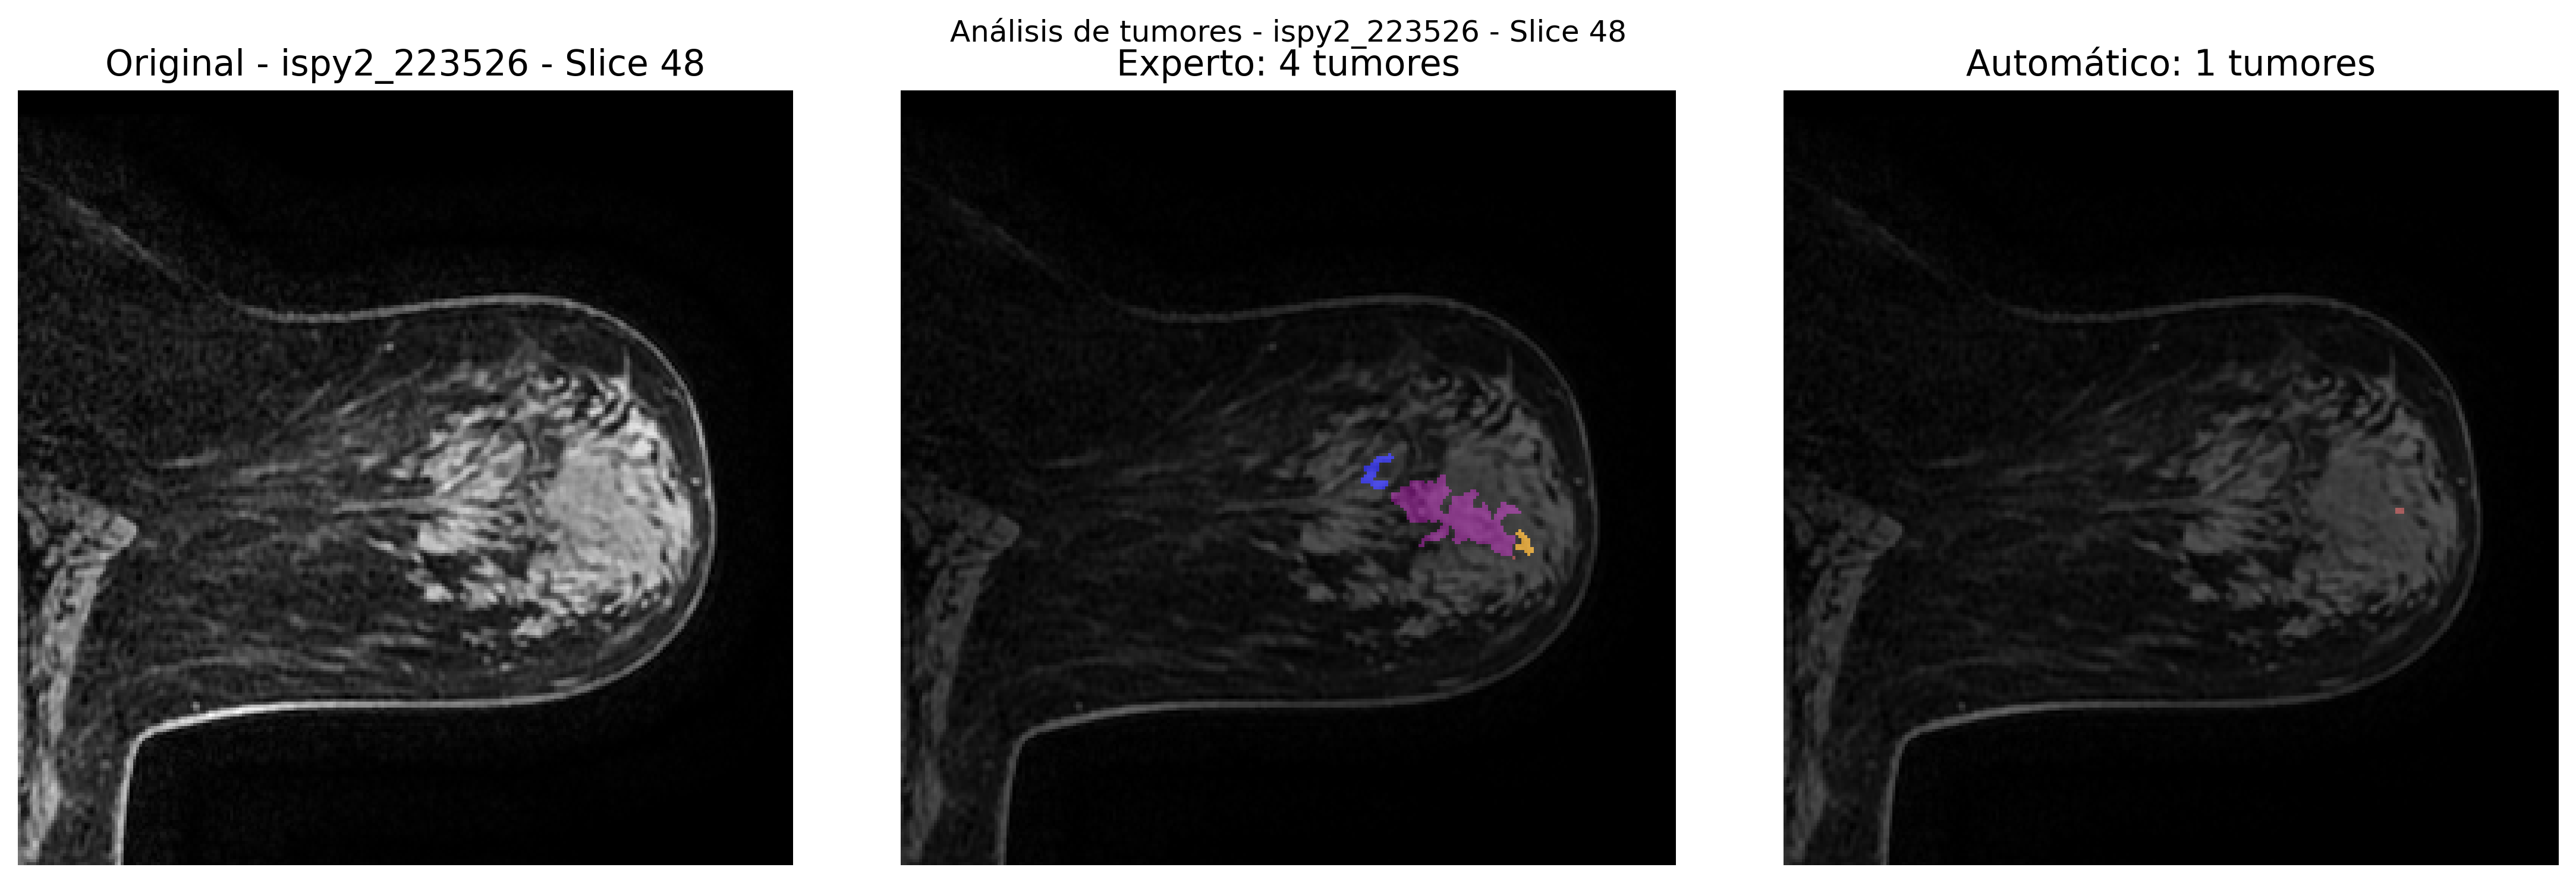 Análisis de tumores - ispy2_223526 - Slice 48
Original - ispy2_223526 - Slice 48
Experto: 4 tumores
Automático: 1 tumores